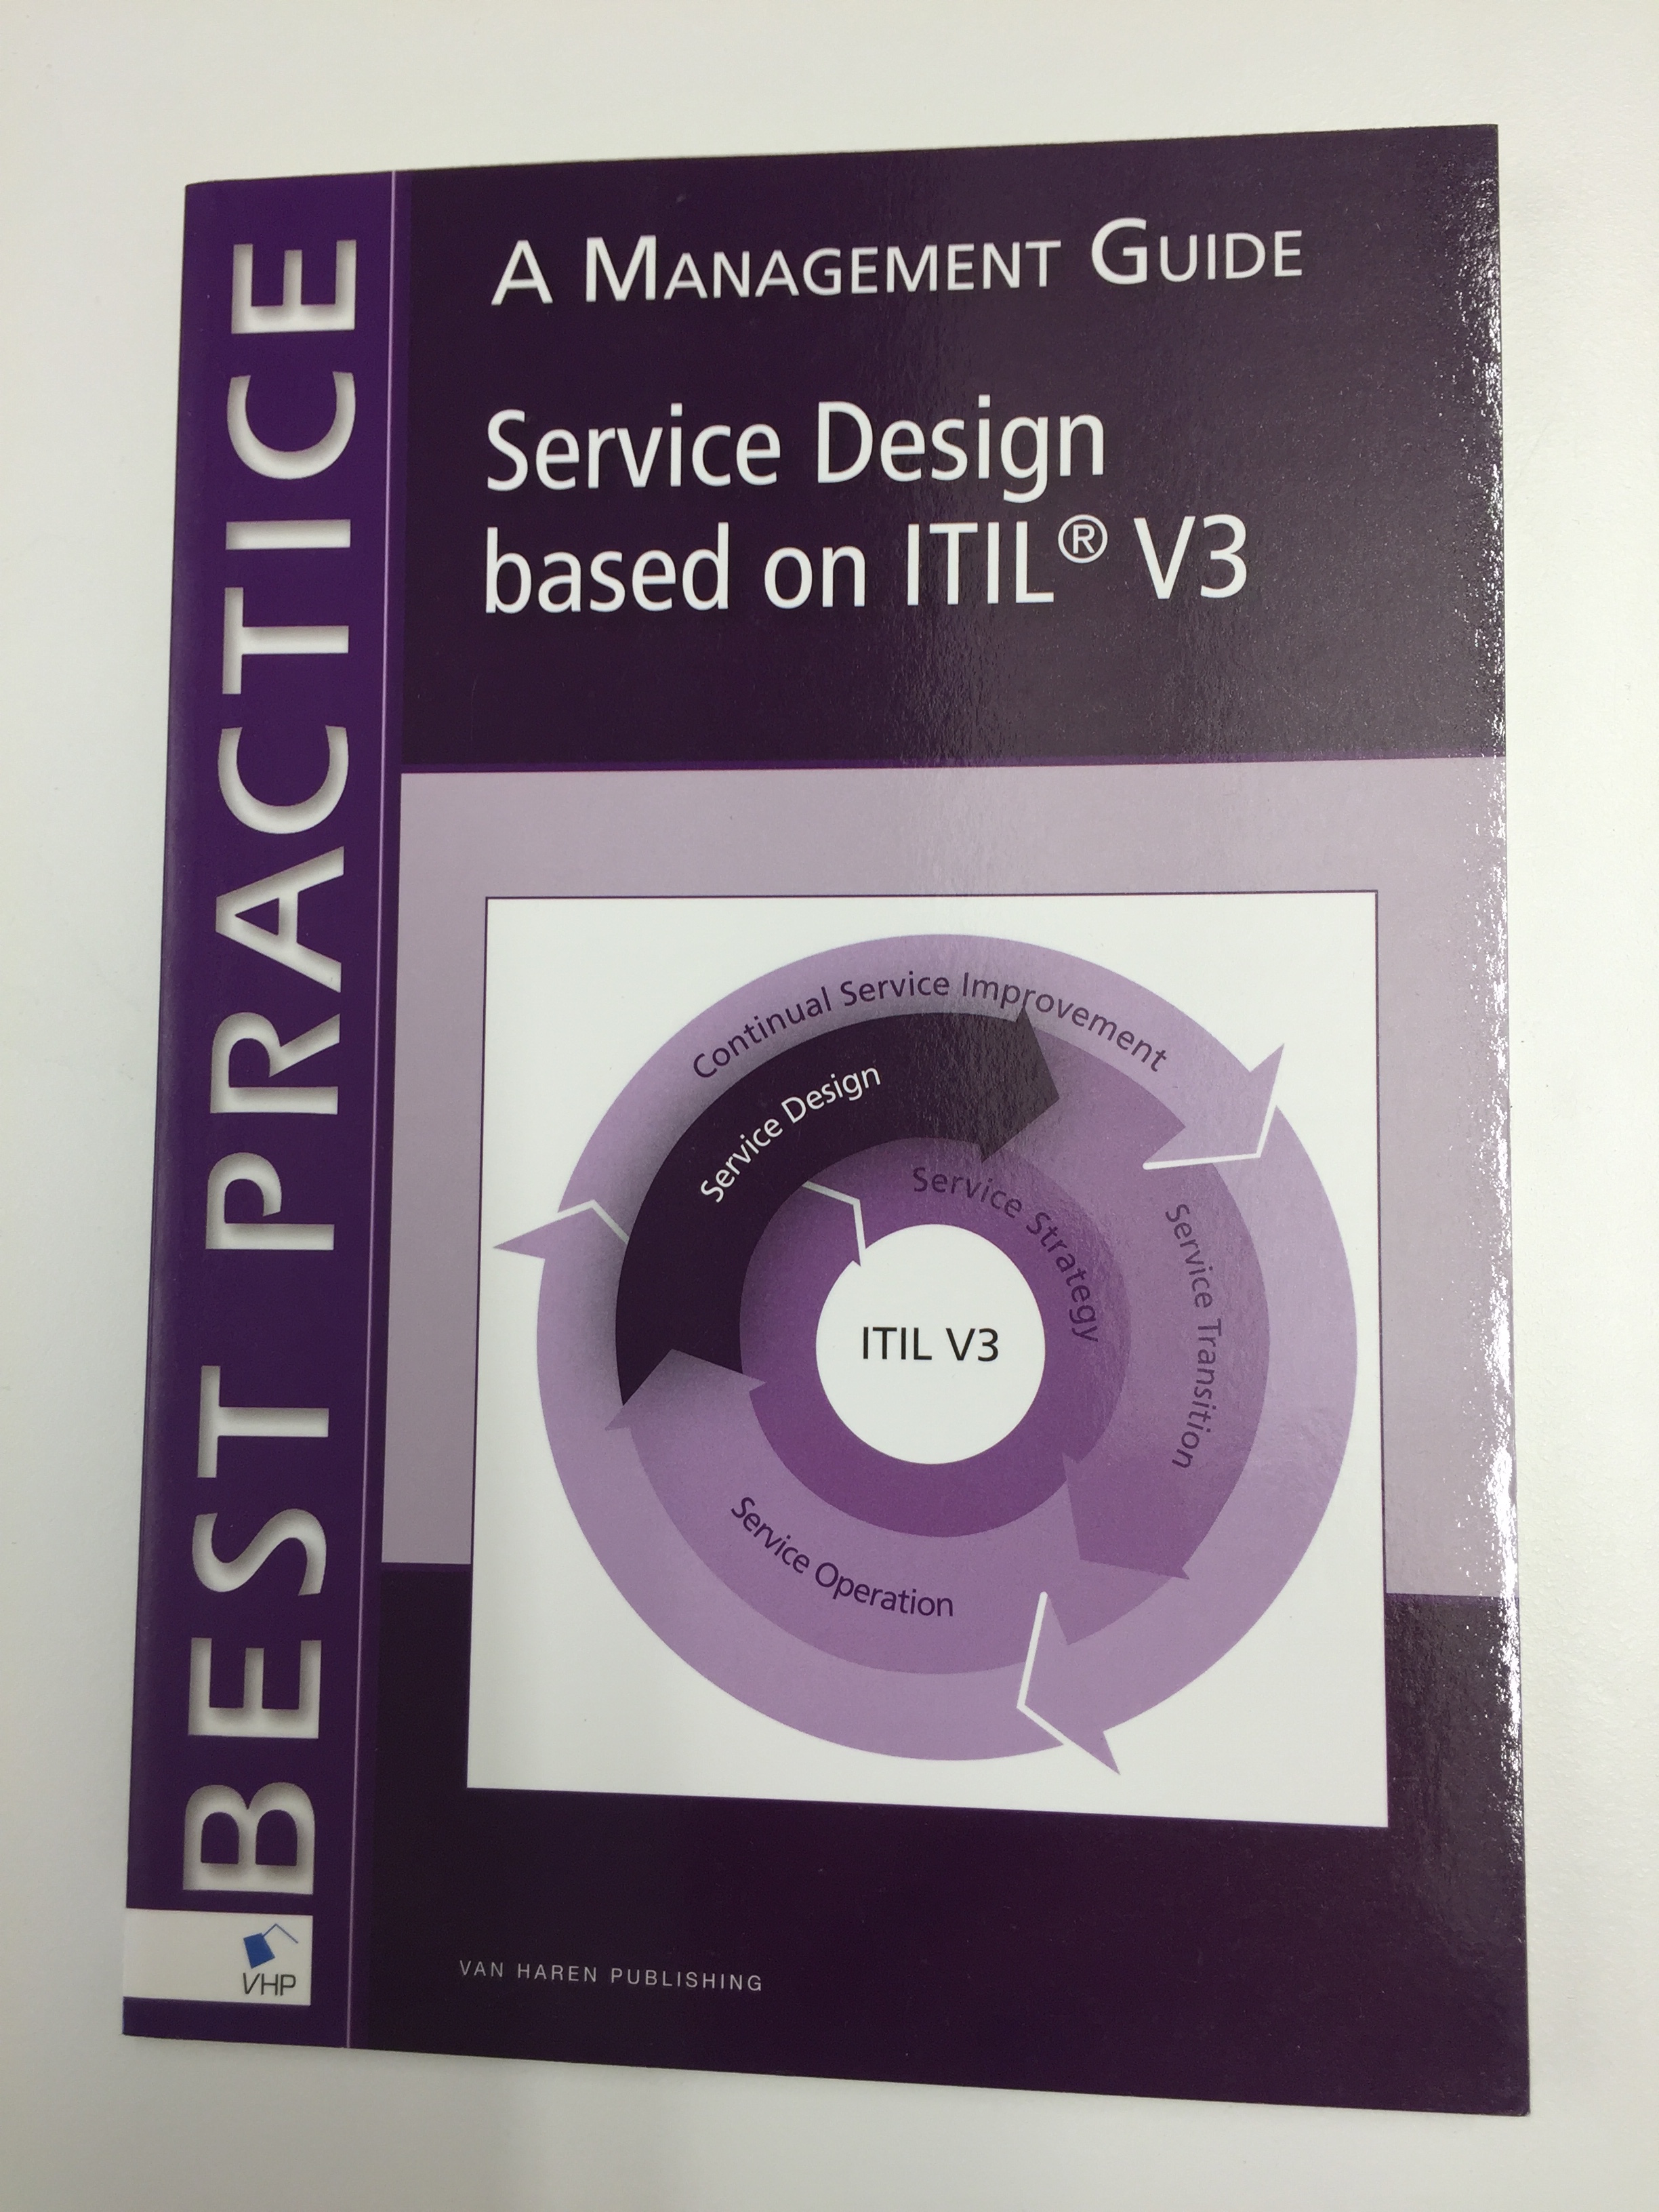 BEST PRACTICE
A MANAGEMENT GUIDE
Service Design
based on ITIL® V3
Continual Service Improvement
Service Design
Service Strategy
Service Transition
ITIL V3
Service Operation
VHP
VAN HAREN PUBLISHING